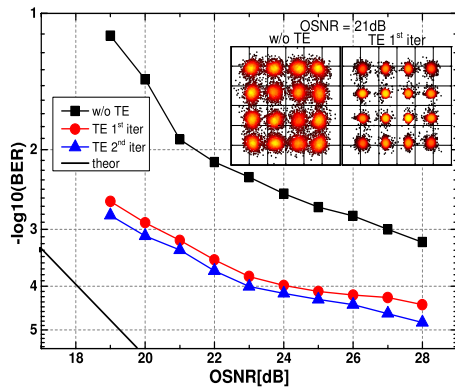 OSNR = 21dB
w/o TE TE 1st iter
w/o TE
TE 1st iter
TE 2nd iter
theor
-log10(BER)
1
2
3
4
5
18 20 22 24 26 28
OSNR[dB]